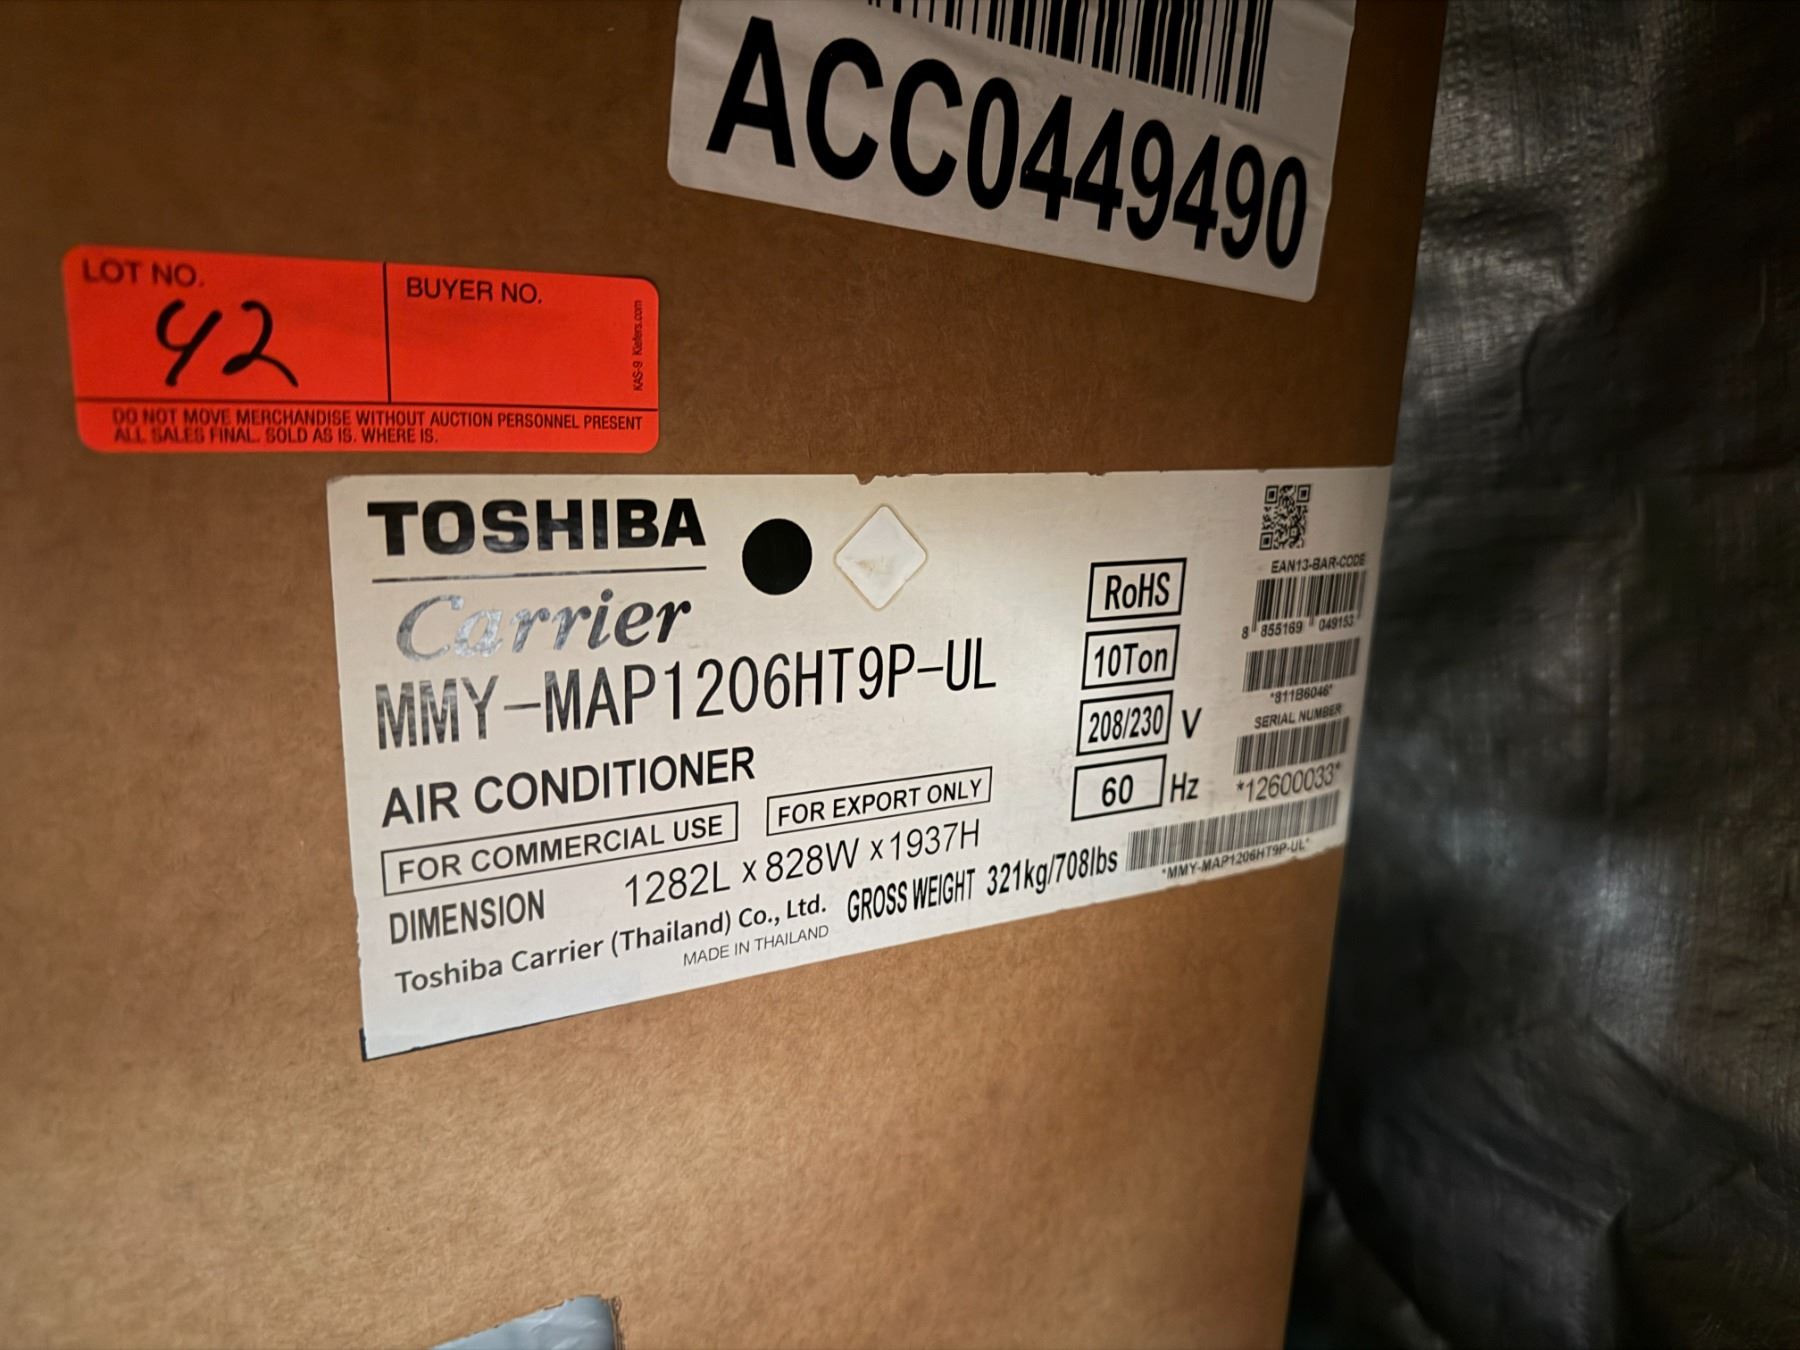 ACC0449490
LOT NO.
42
BUYER NO.
KAS-9 Kiefers.com
DO NOT MOVE MERCHANDISE WITHOUT AUCTION PERSONNEL PRESENT
ALL SALES FINAL. SOLD AS IS. WHERE IS.
TOSHIBA
Carrier
MMY-MAP1206HT9P-UL
AIR CONDITIONER
FOR COMMERCIAL USE
FOR EXPORT ONLY
DIMENSION 1282L x 828W x 1937H
Toshiba Carrier (Thailand) Co., Ltd. GROSS WEIGHT 321kg/708lbs
MADE IN THAILAND
RoHS
10Ton
208/230 V
60 Hz
EAN13-BAR-CODE
8 855169 049153
*811B6046*
SERIAL NUMBER
*12600033*
*MMY-MAP1206HT9P-UL*